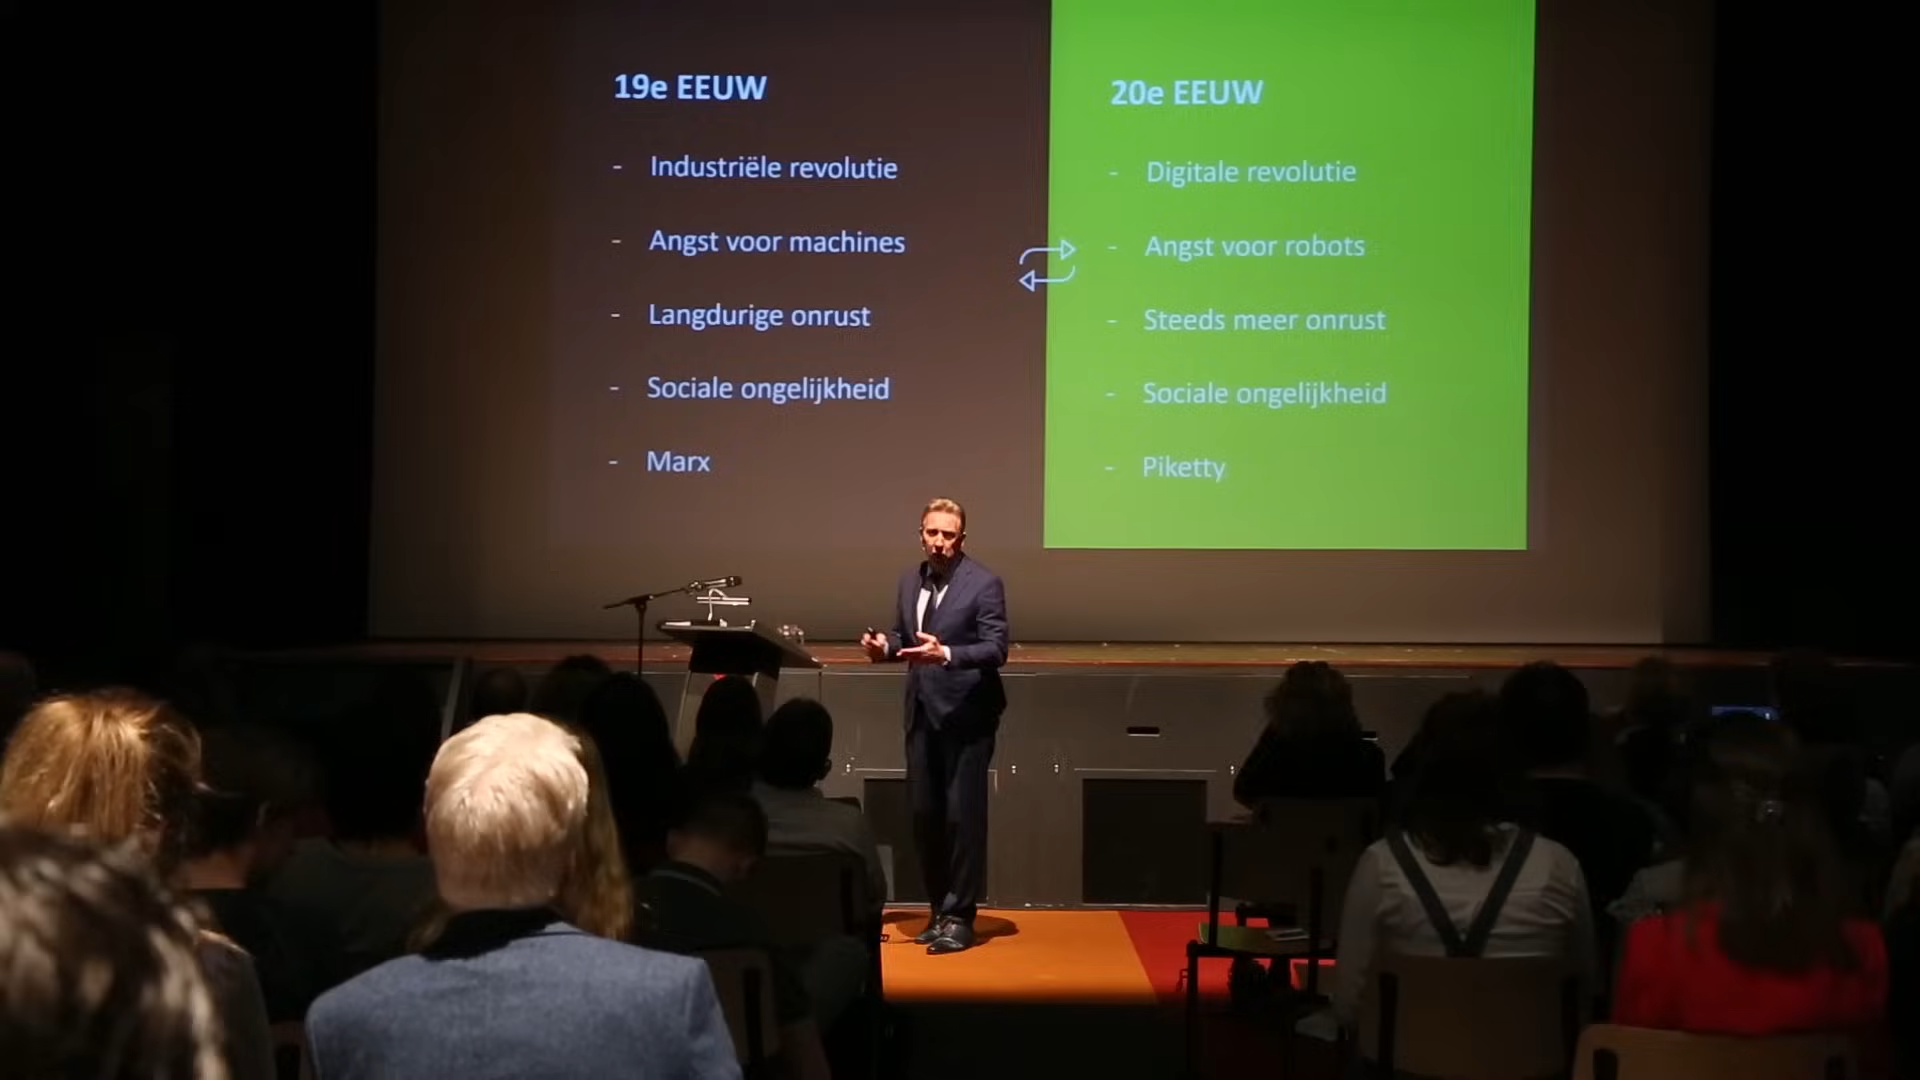 19e EEUW
- Industriële revolutie
- Angst voor machines
- Langdurige onrust
- Sociale ongelijkheid
- Marx
20e EEUW
- Digitale revolutie
- Angst voor robots
- Steeds meer onrust
- Sociale ongelijkheid
- Piketty